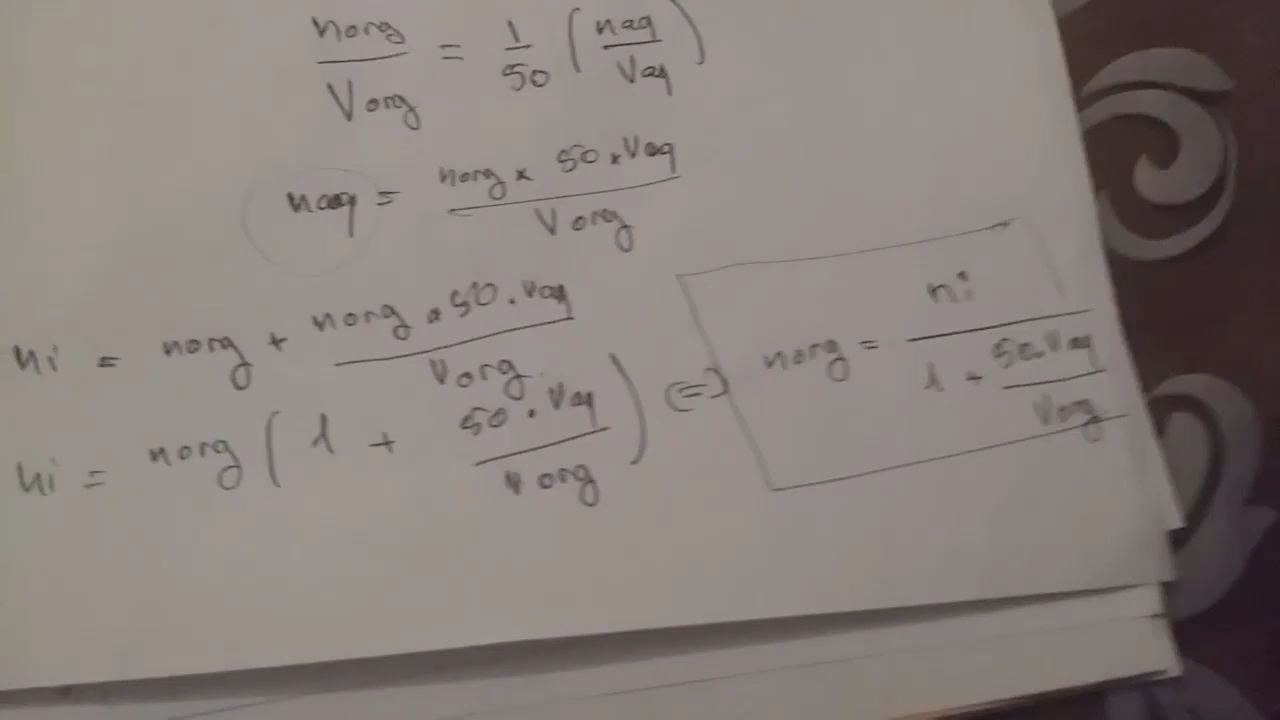 norg/Vorg = 1/50 (naq/Vaq)
naq = norg × 50 × Vaq / Vorg
ni = norg + norg × 50 . Vaq / Vorg
ni = norg (1 + 50 . Vaq / Vorg) <=> norg = ni / (1 + 50 . Vaq / Vorg)